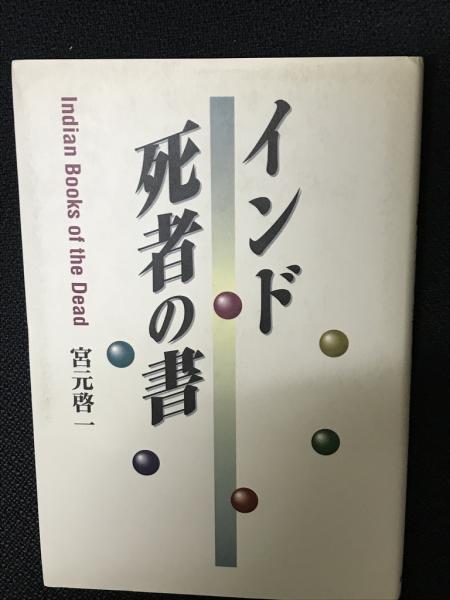 インド
死者の書
Indian Books of the Dead
宮元啓一